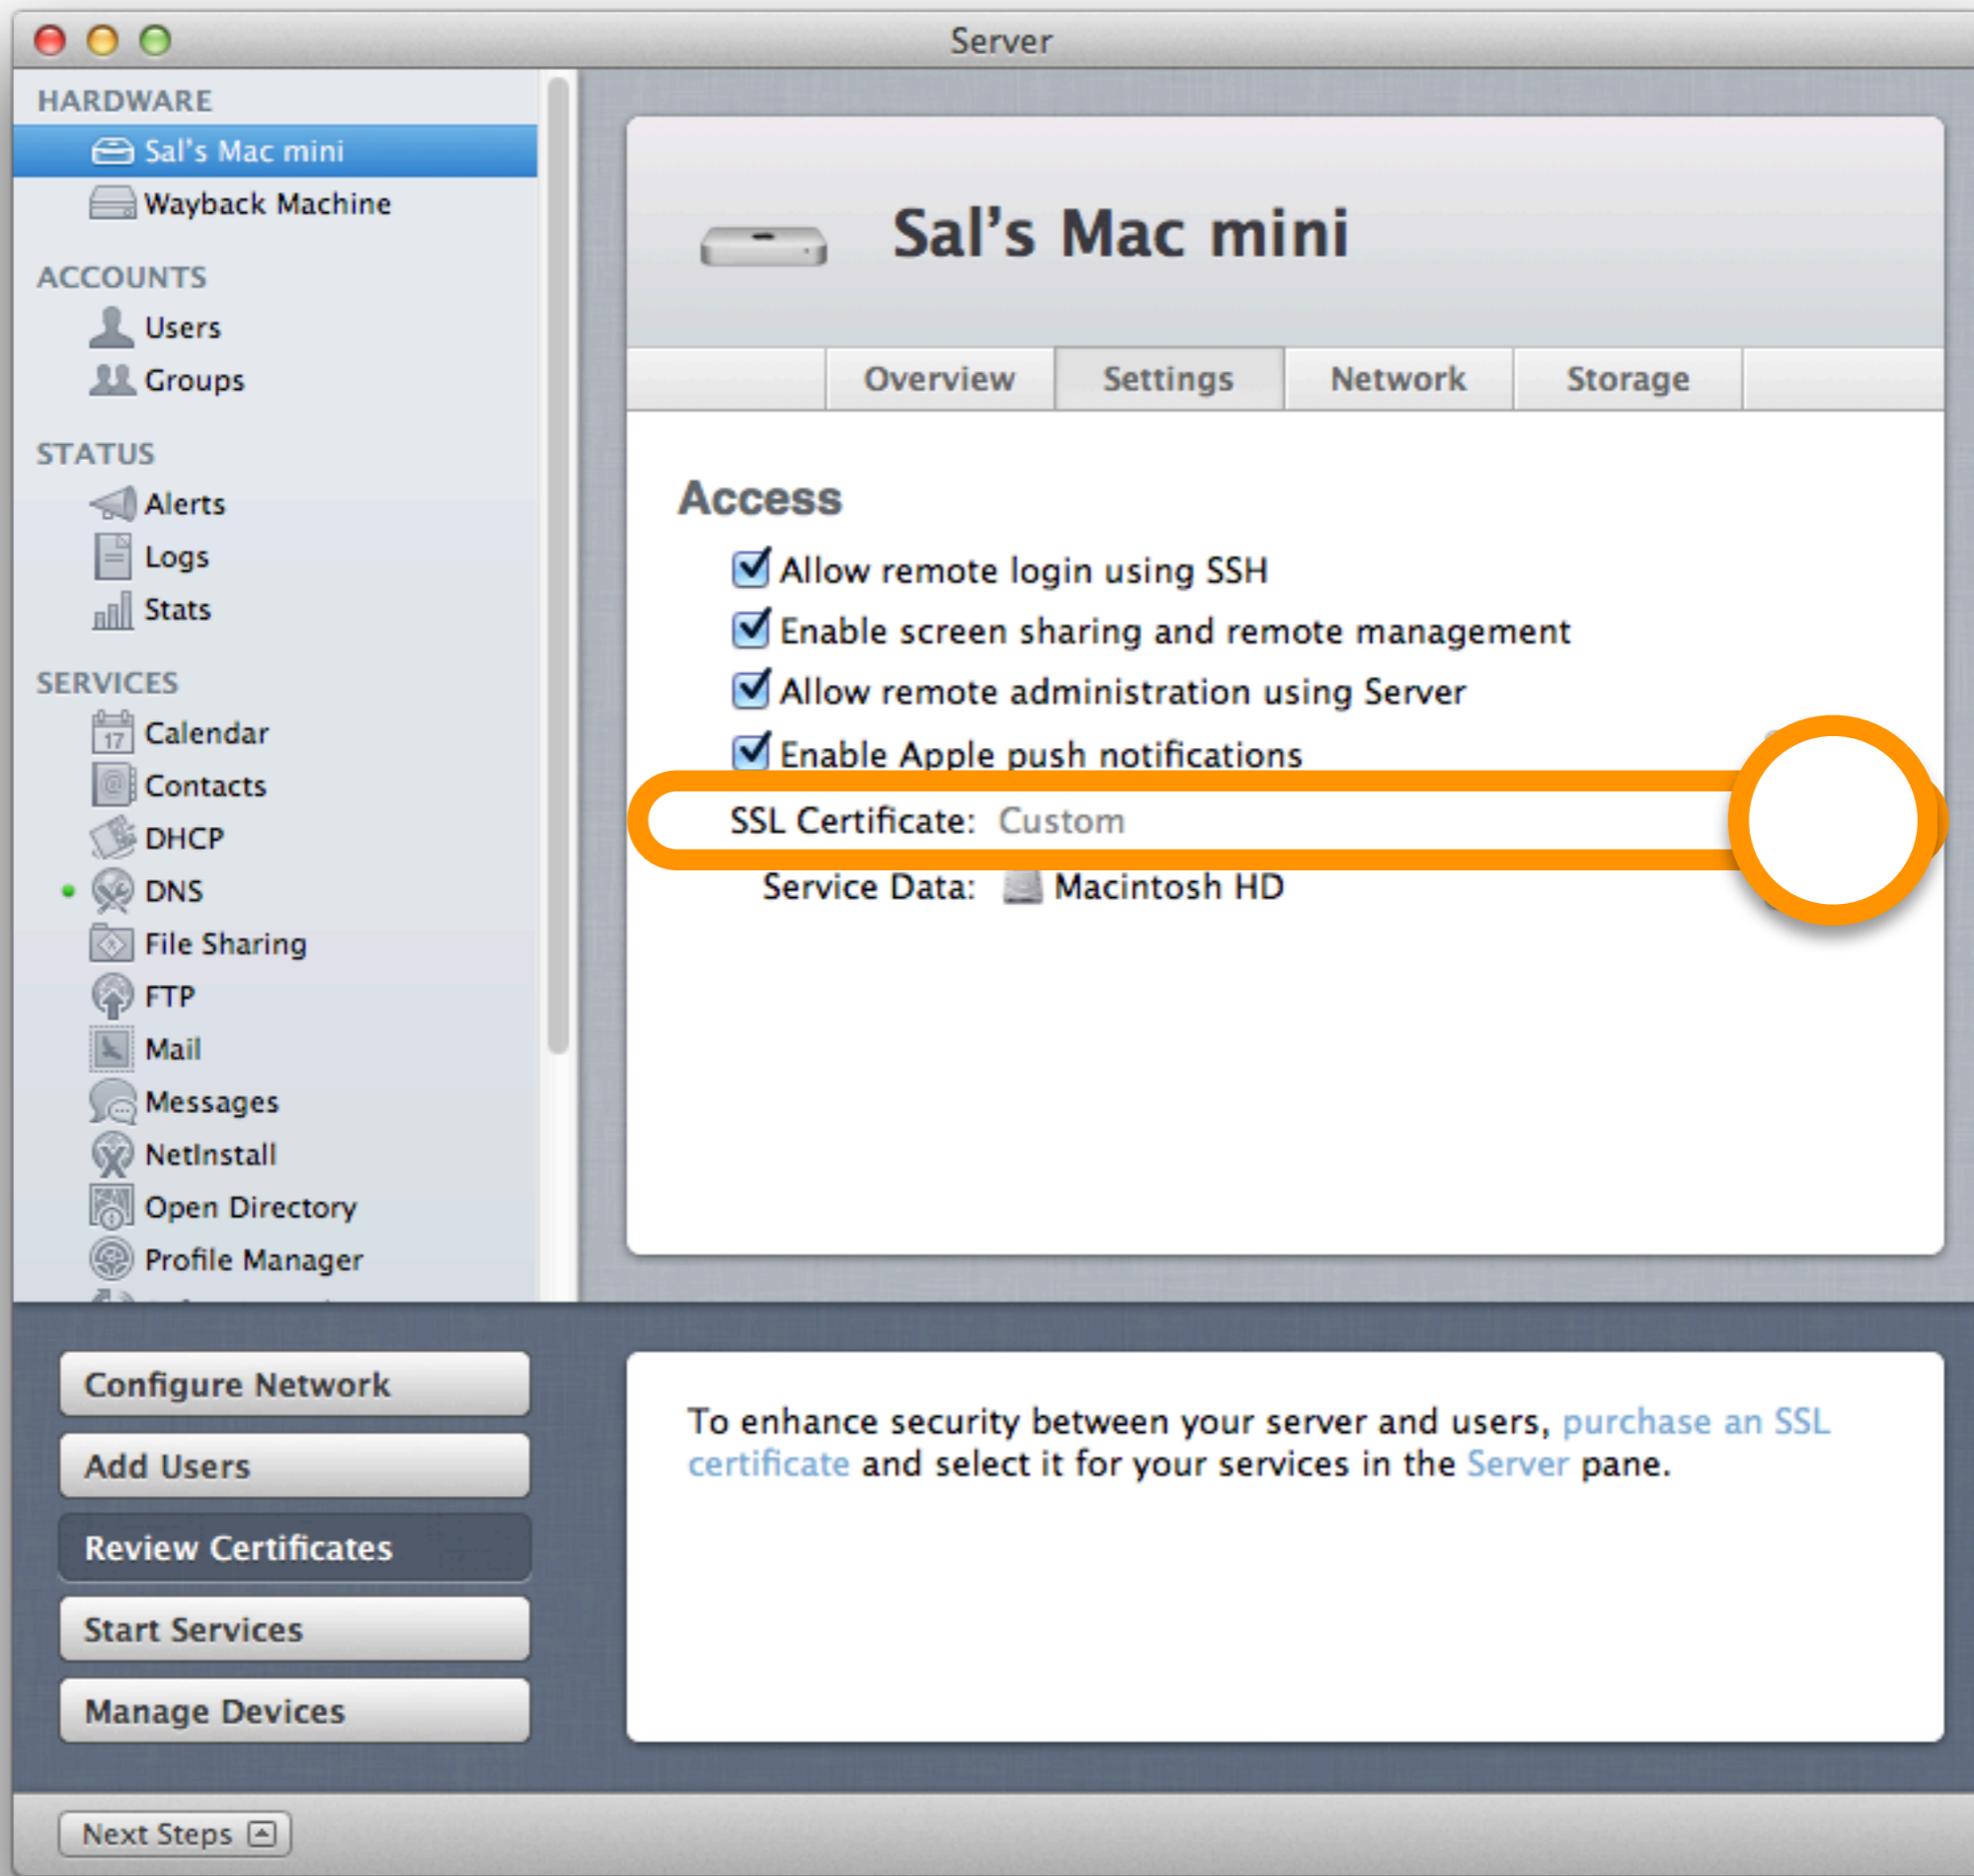 Server
HARDWARE
Sal's Mac mini
Wayback Machine
ACCOUNTS
Users
Groups
STATUS
Alerts
Logs
Stats
SERVICES
17 Calendar
@ Contacts
DHCP
DNS
File Sharing
FTP
Mail
Messages
NetInstall
Open Directory
Profile Manager
Sal’s Mac mini
Overview Settings Network Storage
Access
Allow remote login using SSH
Enable screen sharing and remote management
Allow remote administration using Server
Enable Apple push notifications
SSL Certificate: Custom
Service Data: Macintosh HD
Configure Network
Add Users
Review Certificates
Start Services
Manage Devices
To enhance security between your server and users, purchase an SSL
certificate and select it for your services in the Server pane.
Next Steps